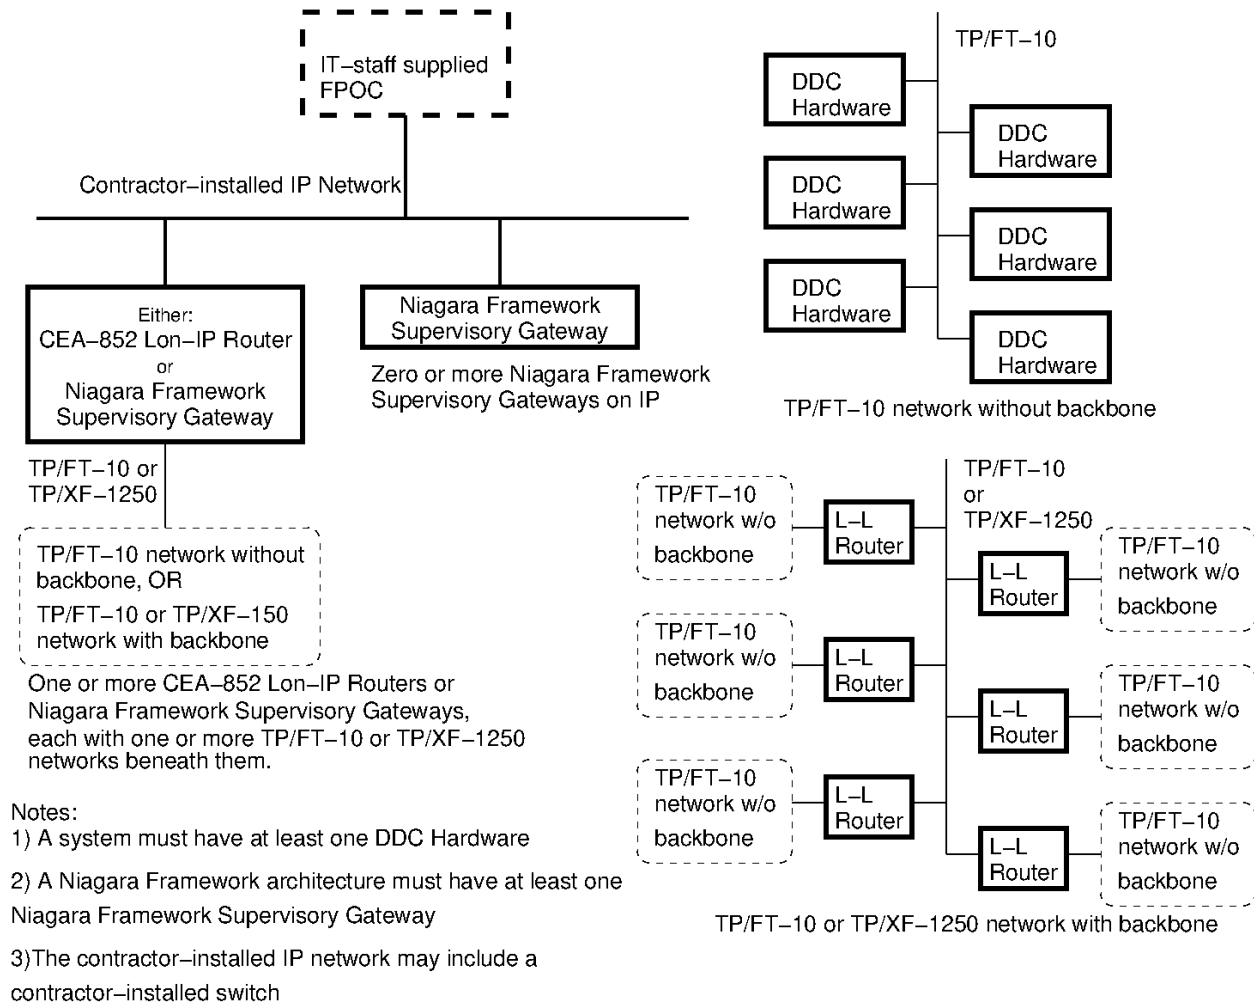 IT−staff supplied
FPOC
Contractor−installed IP Network
Either:
CEA−852 Lon−IP Router
or
Niagara Framework
Supervisory Gateway
Niagara Framework
Supervisory Gateway
Zero or more Niagara Framework
Supervisory Gateways on IP
TP/FT−10 or
TP/XF−1250
TP/FT−10 network without
backbone, OR
TP/FT−10 or TP/XF−150
network with backbone
One or more CEA−852 Lon−IP Routers or
Niagara Framework Supervisory Gateways,
each with one or more TP/FT−10 or TP/XF−1250
networks beneath them.
Notes:
1) A system must have at least one DDC Hardware
2) A Niagara Framework architecture must have at least one
Niagara Framework Supervisory Gateway
3)The contractor−installed IP network may include a
contractor−installed switch
TP/FT−10
DDC
Hardware
DDC
Hardware
DDC
Hardware
DDC
Hardware
DDC
Hardware
DDC
Hardware
TP/FT−10 network without backbone
TP/FT−10
or
TP/XF−1250
TP/FT−10
network w/o
backbone
L−L
Router
L−L
Router
TP/FT−10
network w/o
backbone
TP/FT−10
network w/o
backbone
L−L
Router
L−L
Router
TP/FT−10
network w/o
backbone
TP/FT−10
network w/o
backbone
L−L
Router
L−L
Router
TP/FT−10
network w/o
backbone
TP/FT−10 or TP/XF−1250 network with backbone